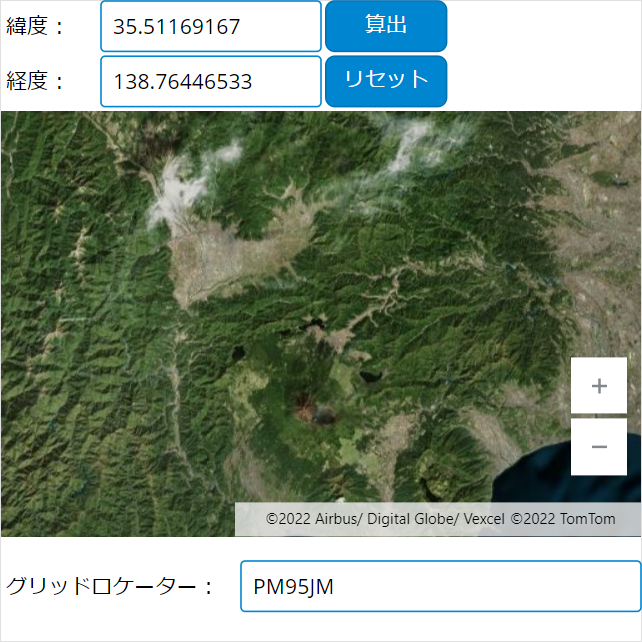 緯度： 35.51169167 算出
経度： 138.76446533 リセット
+
−
©2022 Airbus/ Digital Globe/ Vexcel ©2022 TomTom
グリッドロケーター： PM95JM